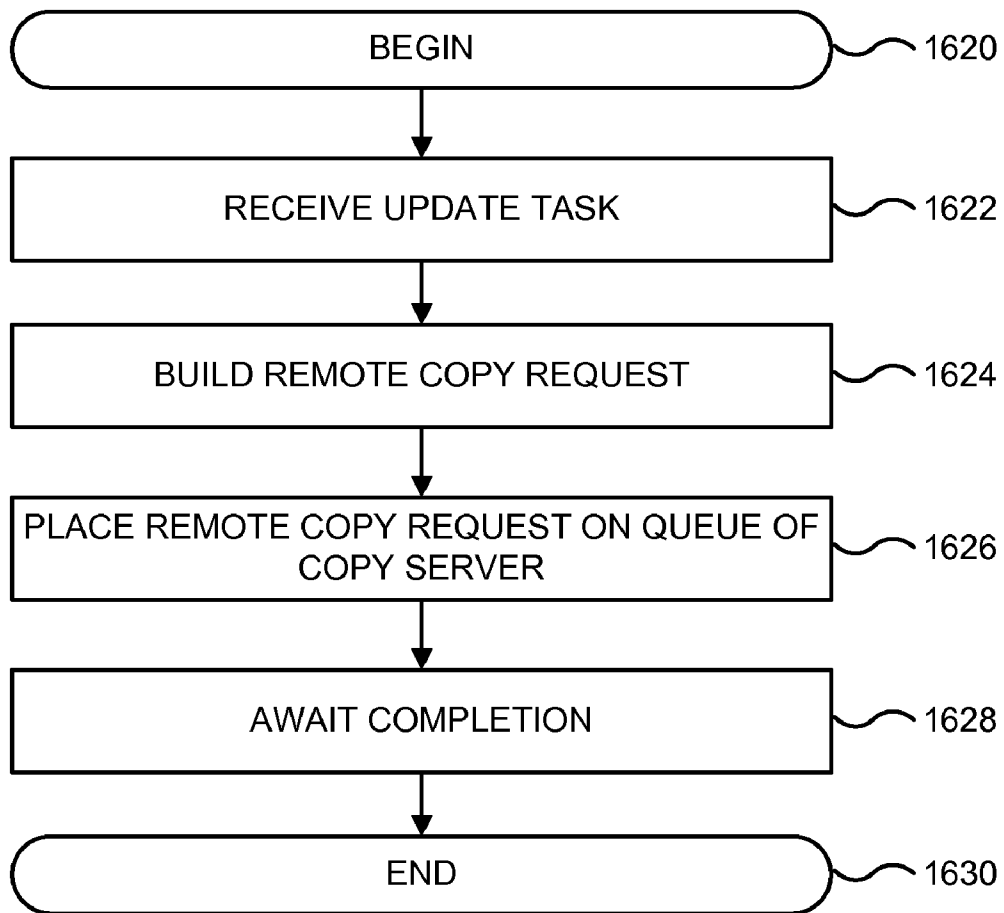 BEGIN
1620
RECEIVE UPDATE TASK
1622
BUILD REMOTE COPY REQUEST
1624
PLACE REMOTE COPY REQUEST ON QUEUE OF
COPY SERVER
1626
AWAIT COMPLETION
1628
END
1630